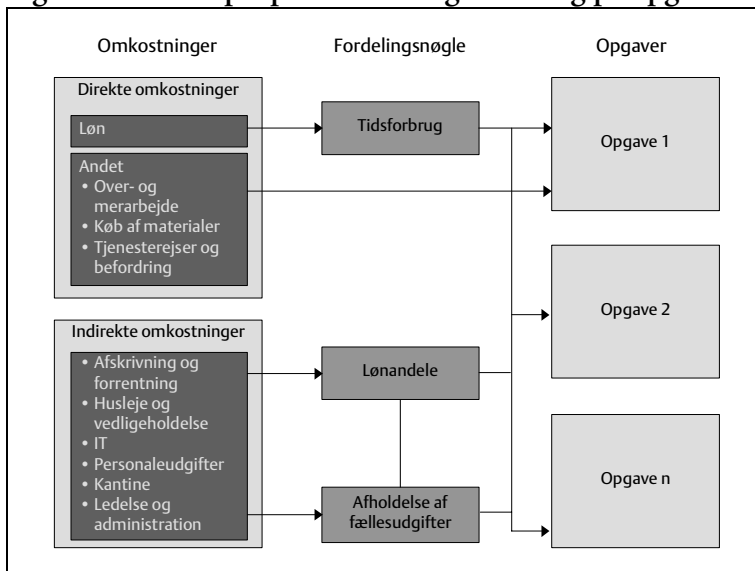 Omkostninger
Fordelingsnøgle
Opgaver
Direkte omkostninger
Løn
Andet
• Over- og
merarbejde
• Køb af materialer
• Tjenesterejser og
befordring
Tidsforbrug
Opgave 1
Opgave 2
Indirekte omkostninger
• Afskrivning og
forrentning
• Husleje og
vedligeholdelse
• IT
• Personaleudgifter
• Kantine
• Ledelse og
administration
Lønandele
Afholdelse af
fællesudgifter
Opgave n